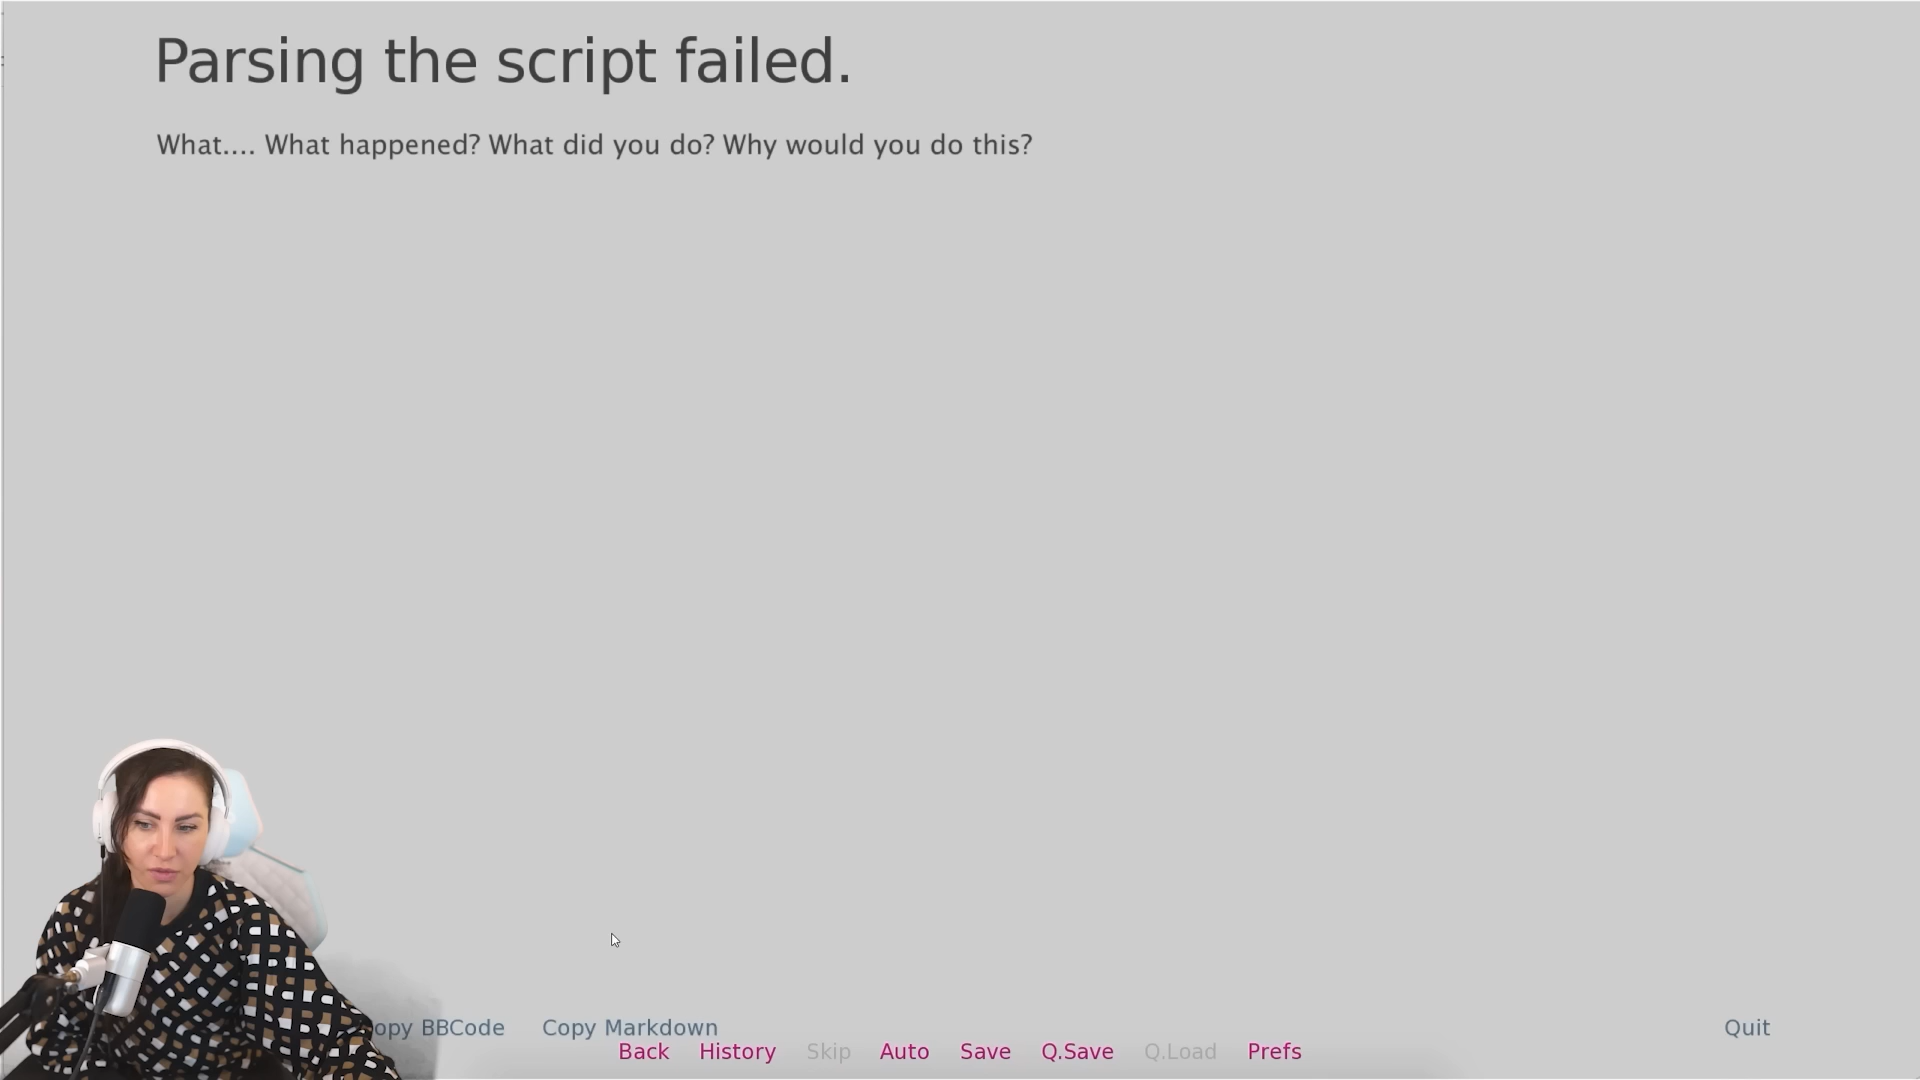 Parsing the script failed.
What.... What happened? What did you do? Why would you do this?
opy BBCode Copy Markdown Quit
Back History Skip Auto Save Q.Save Q.Load Prefs